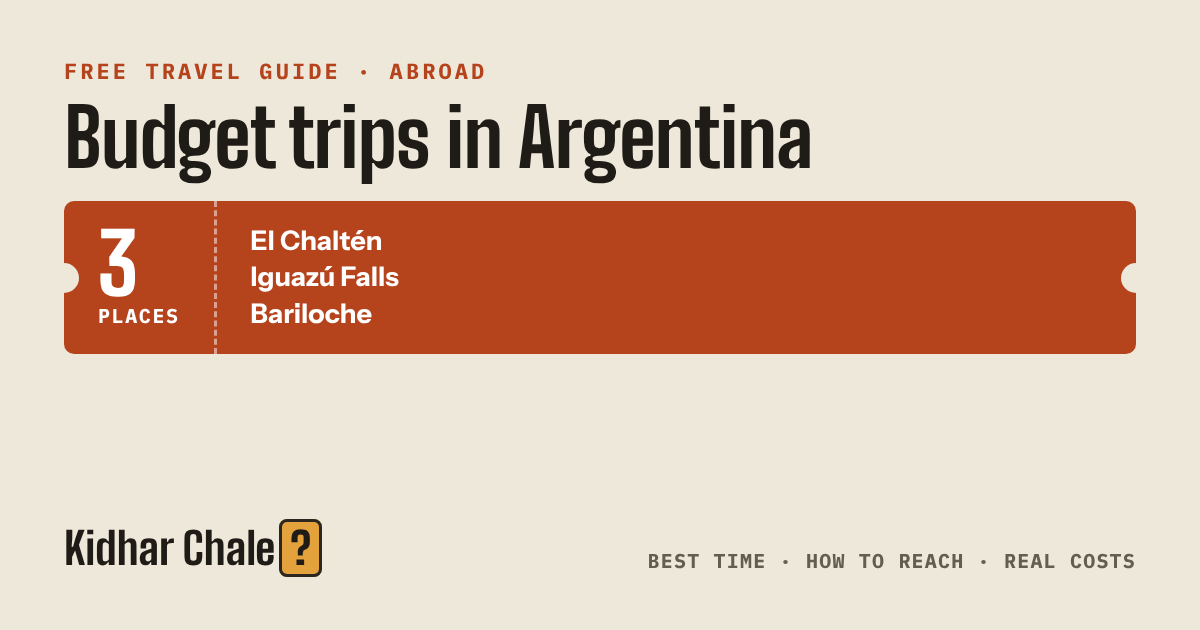 FREE TRAVEL GUIDE · ABROAD
Budget trips in Argentina
3
PLACES
El Chaltén
Iguazú Falls
Bariloche
Kidhar Chale ?
BEST TIME · HOW TO REACH · REAL COSTS